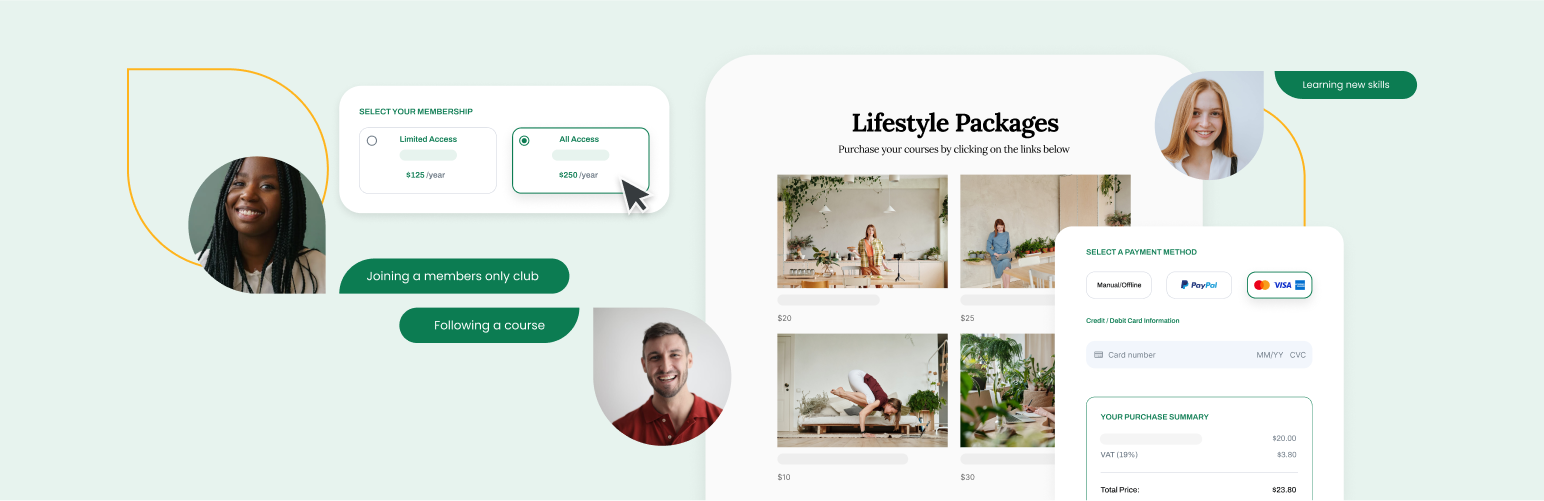 SELECT YOUR MEMBERSHIP
Limited Access
$125 /year
All Access
$250 /year
Joining a members only club
Following a course
Lifestyle Packages
Purchase your courses by clicking on the links below
$20
$25
$10
$30
Learning new skills
SELECT A PAYMENT METHOD
Manual/Offline
PayPal
VISA
Credit / Debit Card Information
Card number MM/YY CVC
YOUR PURCHASE SUMMARY
$20.00
VAT (19%) $3.80
Total Price: $23.80